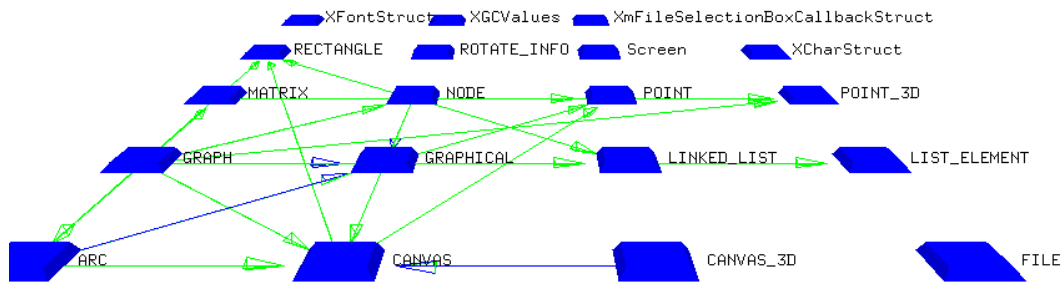 XFontStruct XGCValues XmFileSelectionBoxCallbackStruct
RECTANGLE ROTATE_INFO Screen XCharStruct
MATRIX NODE POINT POINT_3D
GRAPH GRAPHICAL LINKED_LIST LIST_ELEMENT
ARC CANVAS CANVAS_3D FILE